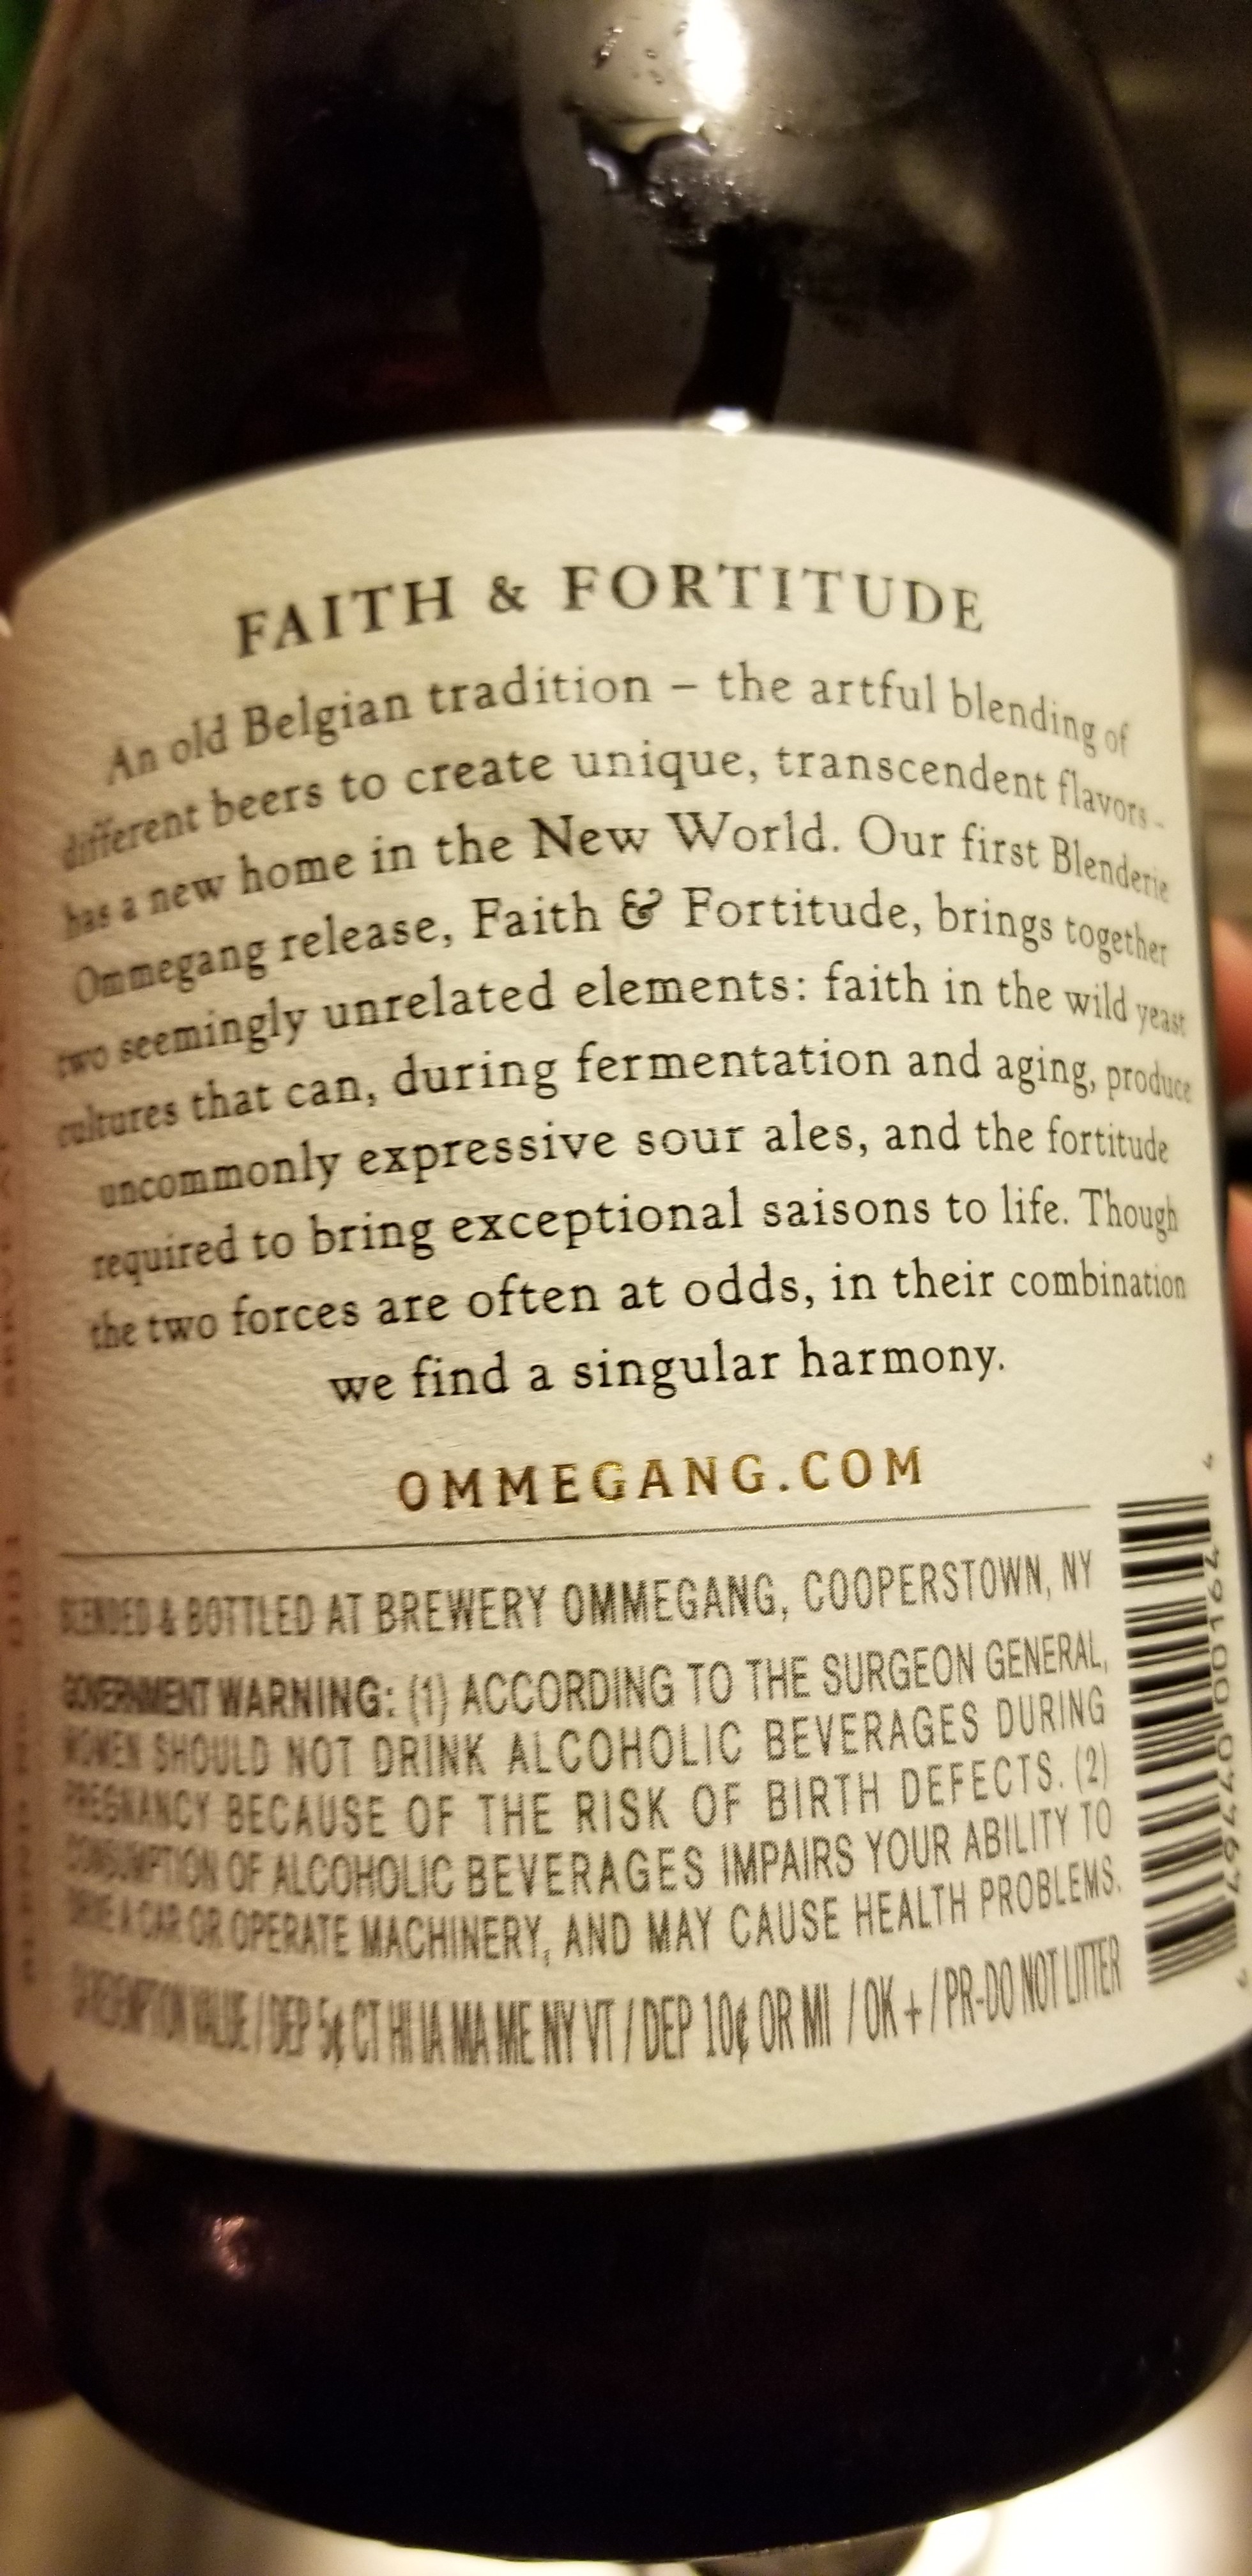 FAITH & FORTITUDE
An old Belgian tradition – the artful blending of
different beers to create unique, transcendent flavors –
has a new home in the New World. Our first Blenderie
Ommegang release, Faith & Fortitude, brings together
two seemingly unrelated elements: faith in the wild yeast
cultures that can, during fermentation and aging, produce
uncommonly expressive sour ales, and the fortitude
required to bring exceptional saisons to life. Though
the two forces are often at odds, in their combination
we find a singular harmony.
OMMEGANG.COM
BLENDED & BOTTLED AT BREWERY OMMEGANG, COOPERSTOWN, NY
GOVERNMENT WARNING: (1) ACCORDING TO THE SURGEON GENERAL,
WOMEN SHOULD NOT DRINK ALCOHOLIC BEVERAGES DURING
PREGNANCY BECAUSE OF THE RISK OF BIRTH DEFECTS. (2)
CONSUMPTION OF ALCOHOLIC BEVERAGES IMPAIRS YOUR ABILITY TO
DRIVE A CAR OR OPERATE MACHINERY, AND MAY CAUSE HEALTH PROBLEMS.
VALUE / DEP 5¢ CT HI IA MA ME NY VT / DEP 10¢ OR MI / OK + / PR-DO NOT LITTER